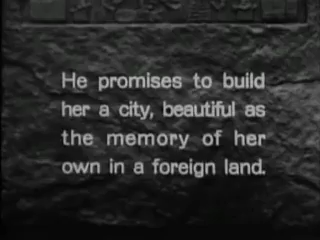 He promises to build
her a city, beautiful as
the memory of her
own in a foreign land.